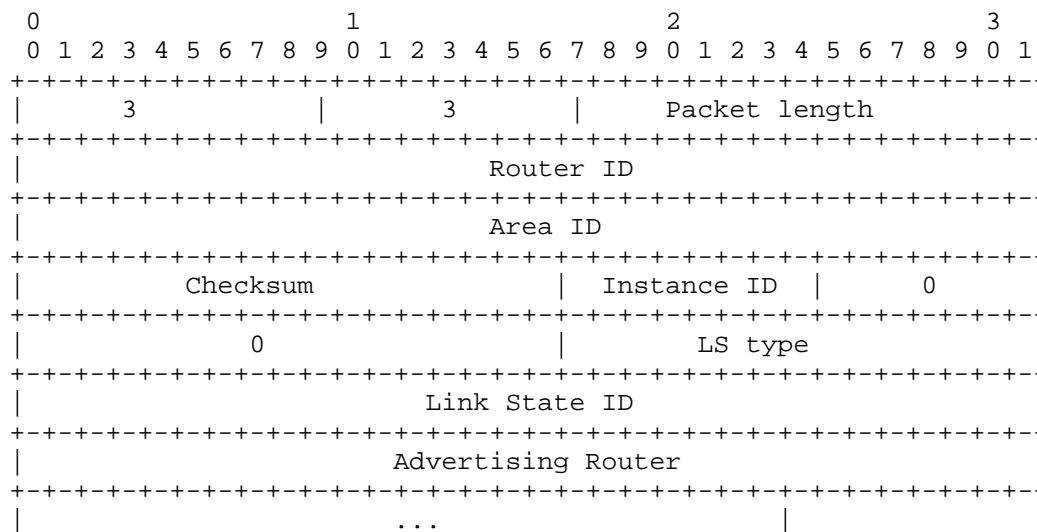 0                   1                   2                   3
 0 1 2 3 4 5 6 7 8 9 0 1 2 3 4 5 6 7 8 9 0 1 2 3 4 5 6 7 8 9 0 1
+-+-+-+-+-+-+-+-+-+-+-+-+-+-+-+-+-+-+-+-+-+-+-+-+-+-+-+-+-+-+-+-
|      3           |       3       |     Packet length
+-+-+-+-+-+-+-+-+-+-+-+-+-+-+-+-+-+-+-+-+-+-+-+-+-+-+-+-+-+-+-+-
|                             Router ID
+-+-+-+-+-+-+-+-+-+-+-+-+-+-+-+-+-+-+-+-+-+-+-+-+-+-+-+-+-+-+-+-
|                             Area ID
+-+-+-+-+-+-+-+-+-+-+-+-+-+-+-+-+-+-+-+-+-+-+-+-+-+-+-+-+-+-+-+-
|          Checksum               |  Instance ID  |      0
+-+-+-+-+-+-+-+-+-+-+-+-+-+-+-+-+-+-+-+-+-+-+-+-+-+-+-+-+-+-+-+-
|              0                  |        LS type
+-+-+-+-+-+-+-+-+-+-+-+-+-+-+-+-+-+-+-+-+-+-+-+-+-+-+-+-+-+-+-+-
|                         Link State ID
+-+-+-+-+-+-+-+-+-+-+-+-+-+-+-+-+-+-+-+-+-+-+-+-+-+-+-+-+-+-+-+-
|                       Advertising Router
+-+-+-+-+-+-+-+-+-+-+-+-+-+-+-+-+-+-+-+-+-+-+-+-+-+-+-+-+-+-+-+-
|                       ...                     |